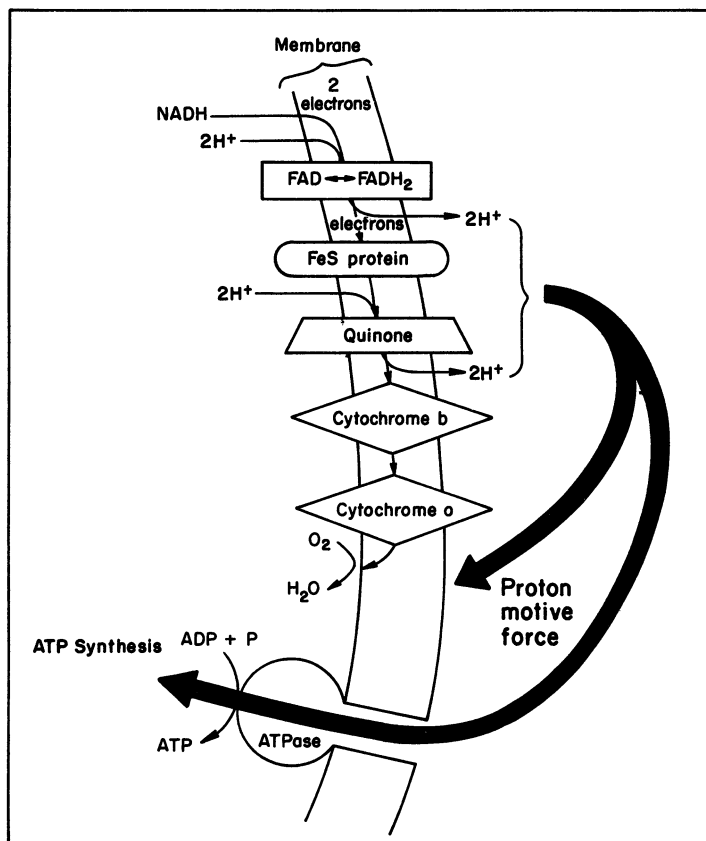 Membrane
2
electrons
NADH
2H⁺
FAD ↔ FADH₂
electrons
2H⁺
FeS protein
2H⁺
Quinone
2H⁺
Cytochrome b
Cytochrome o
O₂
H₂O
Proton
motive
force
ADP + P
ATP Synthesis
ATP
ATPase